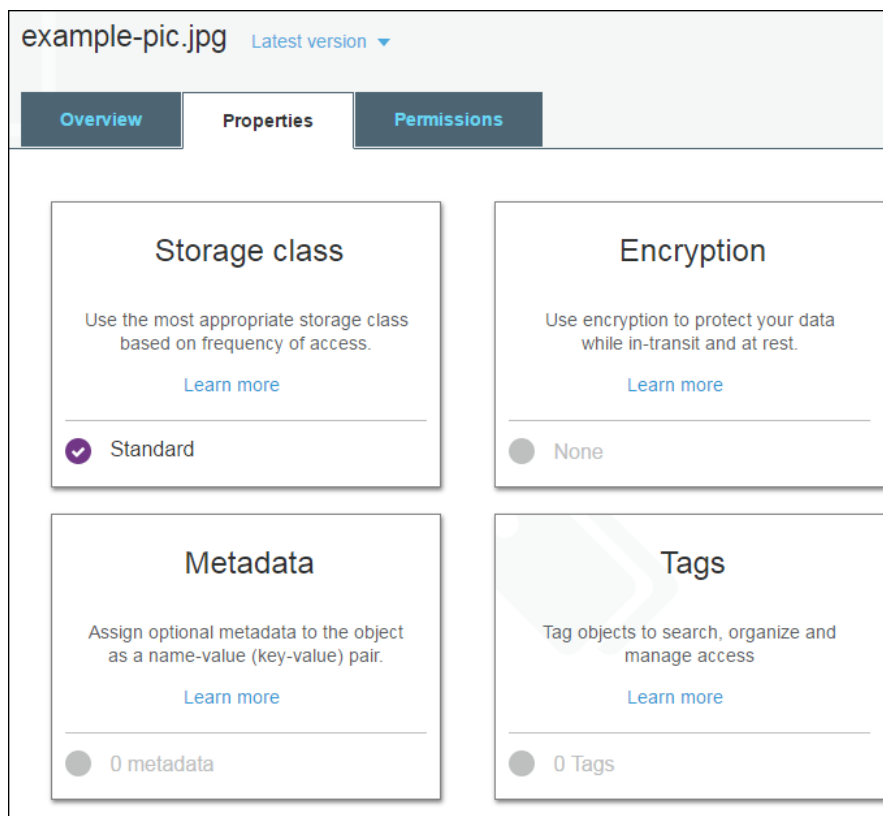 example-pic.jpg Latest version
Overview Properties Permissions
Storage class
Use the most appropriate storage class
based on frequency of access.
Learn more
Standard
Encryption
Use encryption to protect your data
while in-transit and at rest.
Learn more
None
Metadata
Assign optional metadata to the object
as a name-value (key-value) pair.
Learn more
0 metadata
Tags
Tag objects to search, organize and
manage access
Learn more
0 Tags